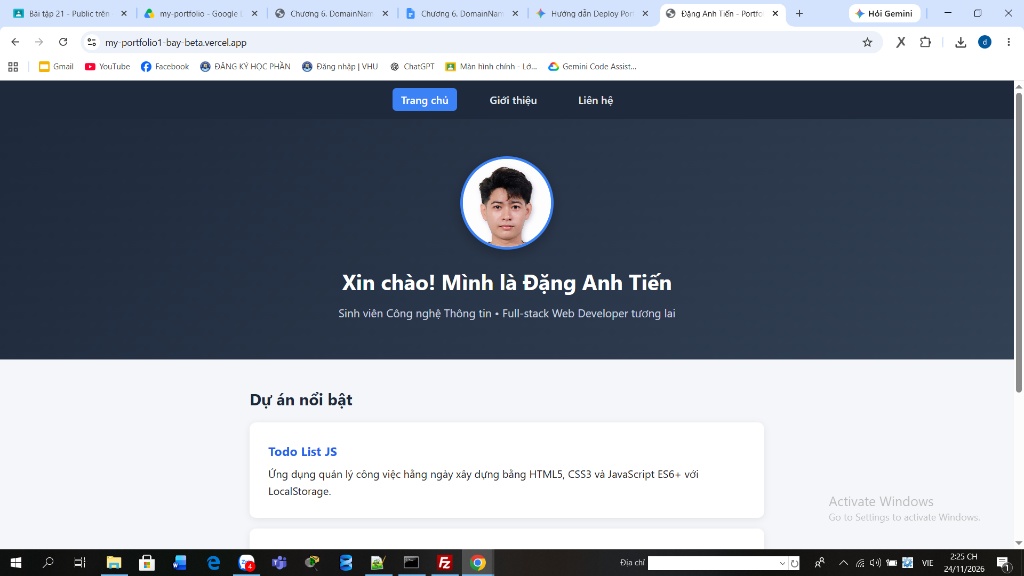 Bài tập 21 - Public trên
my-portfolio - Google
Chương 6. DomainNam
Chương 6. DomainNam
Hướng dẫn Deploy Por
Đặng Anh Tiến - Portfo
Hỏi Gemini
my-portfolio1-bay-beta.vercel.app
Gmail
YouTube
Facebook
ĐĂNG KÝ HỌC PHẦN
Đăng nhập | VHU
ChatGPT
Màn hình chính - Lớ...
Gemini Code Assist...
Trang chủ
Giới thiệu
Liên hệ
Xin chào! Mình là Đặng Anh Tiến
Sinh viên Công nghệ Thông tin • Full-stack Web Developer tương lai
Dự án nổi bật
Todo List JS
Ứng dụng quản lý công việc hằng ngày xây dựng bằng HTML5, CSS3 và JavaScript ES6+ với
LocalStorage.
Activate Windows
Go to Settings to activate Windows.
Địa chỉ
VIE
2:25 CH
24/11/2026